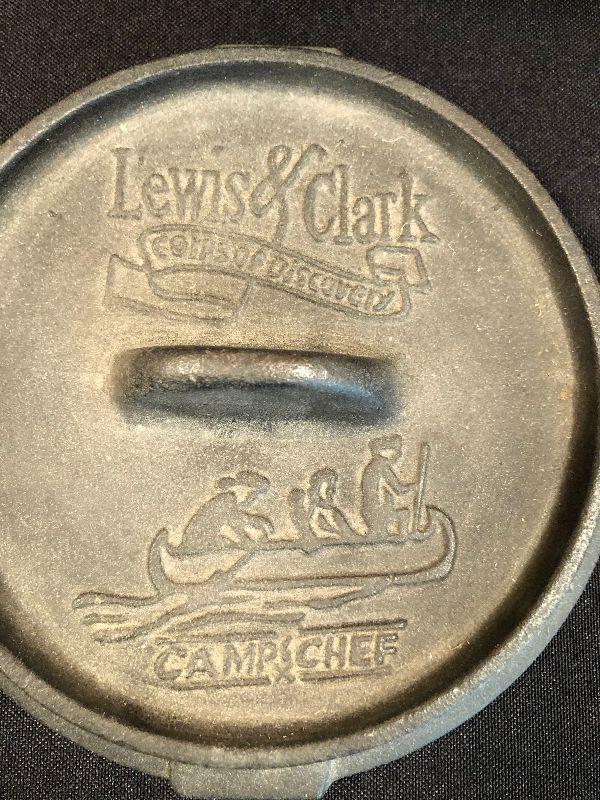 Lewis & Clark
CORPS OF DISCOVERY
CAMP CHEF